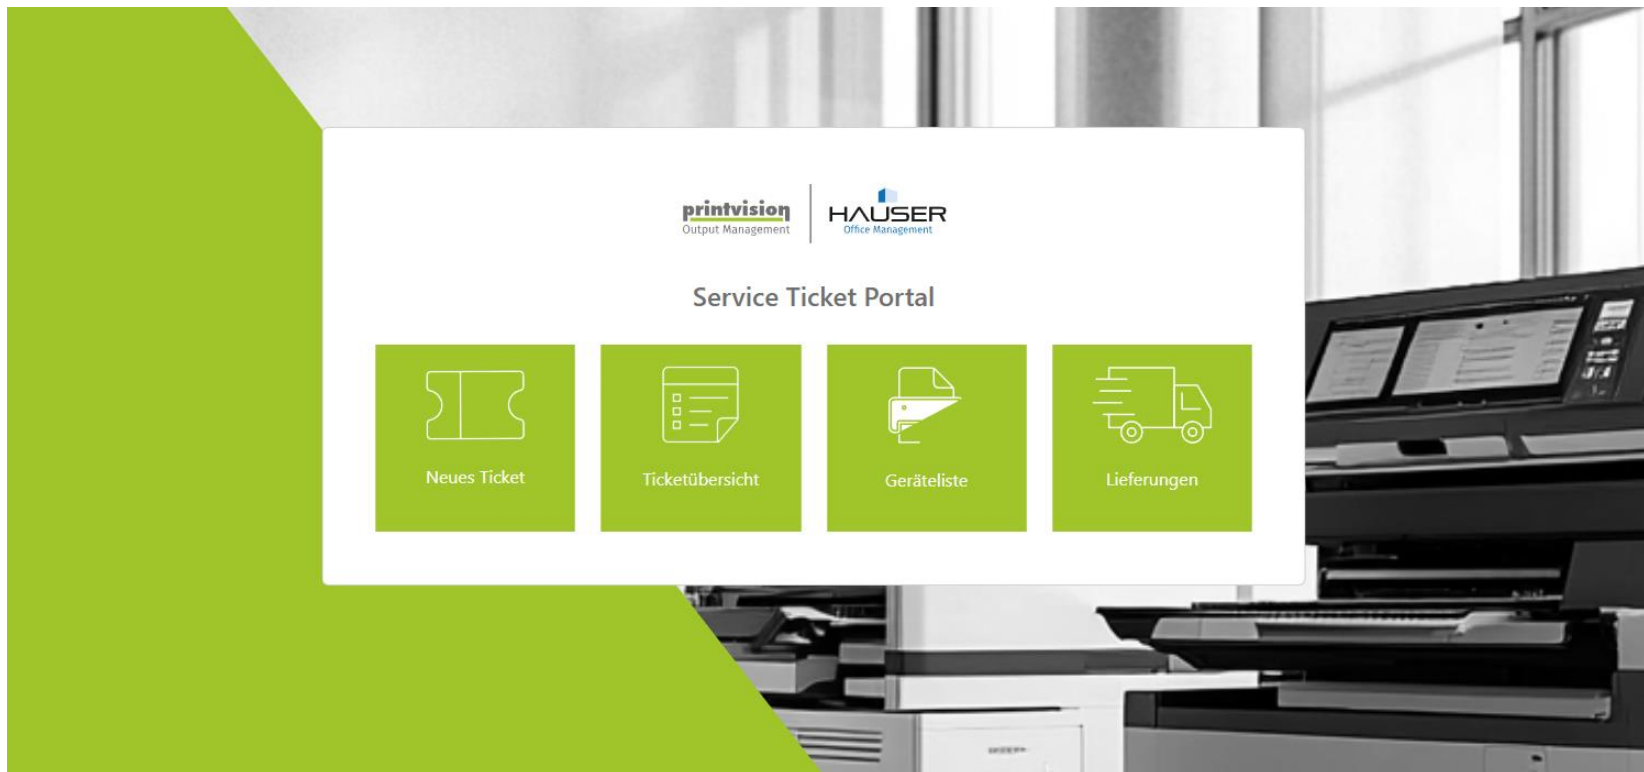 printvision
Output Management
HAUSER
Office Management
Service Ticket Portal
Neues Ticket
Ticketübersicht
Geräteliste
Lieferungen